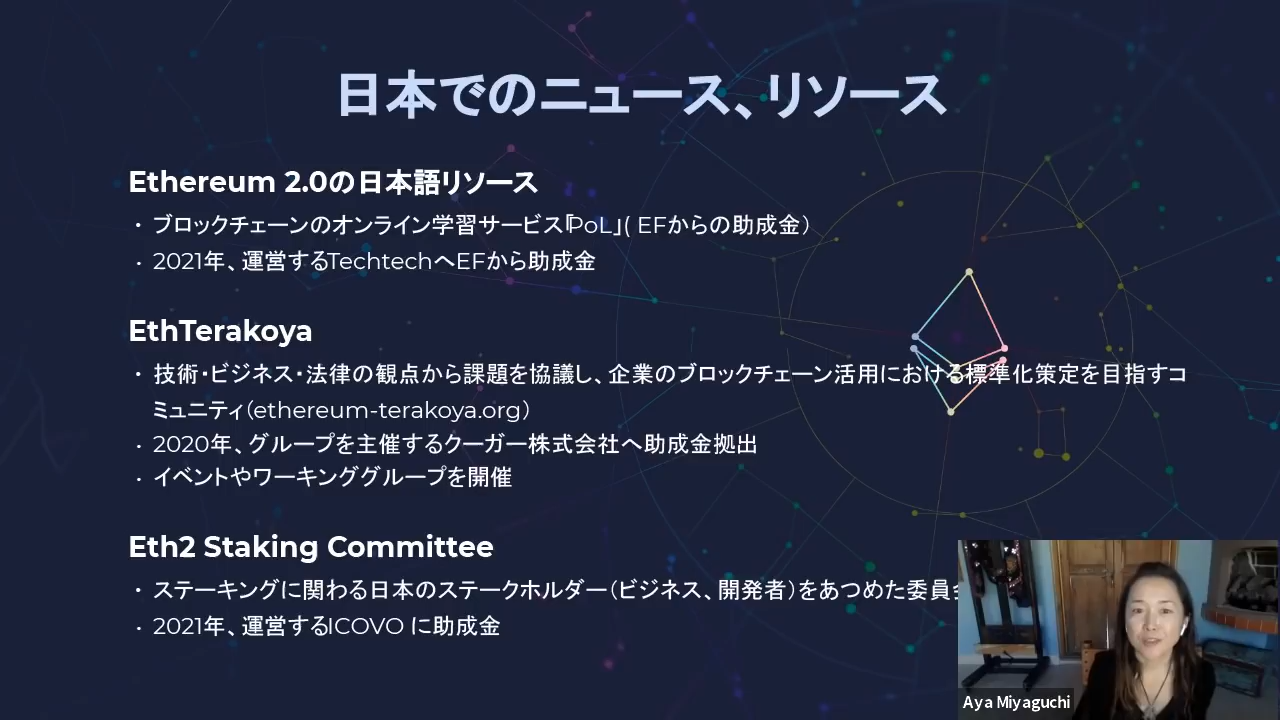 日本でのニュース、リソース
Ethereum 2.0の日本語リソース
・ ブロックチェーンのオンライン学習サービス「PoL」( EFからの助成金）
・ 2021年、運営するTechtechへEFから助成金
EthTerakoya
・ 技術・ビジネス・法律の観点から課題を協議し、企業のブロックチェーン活用における標準化策定を目指すコ
ミュニティ（ethereum-terakoya.org）
・ 2020年、グループを主催するクーガー株式会社へ助成金拠出
・ イベントやワーキンググループを開催
Eth2 Staking Committee
・ ステーキングに関わる日本のステークホルダー（ビジネス、開発者）をあつめた委員
・ 2021年、運営するICOVO に助成金
Aya Miyaguchi